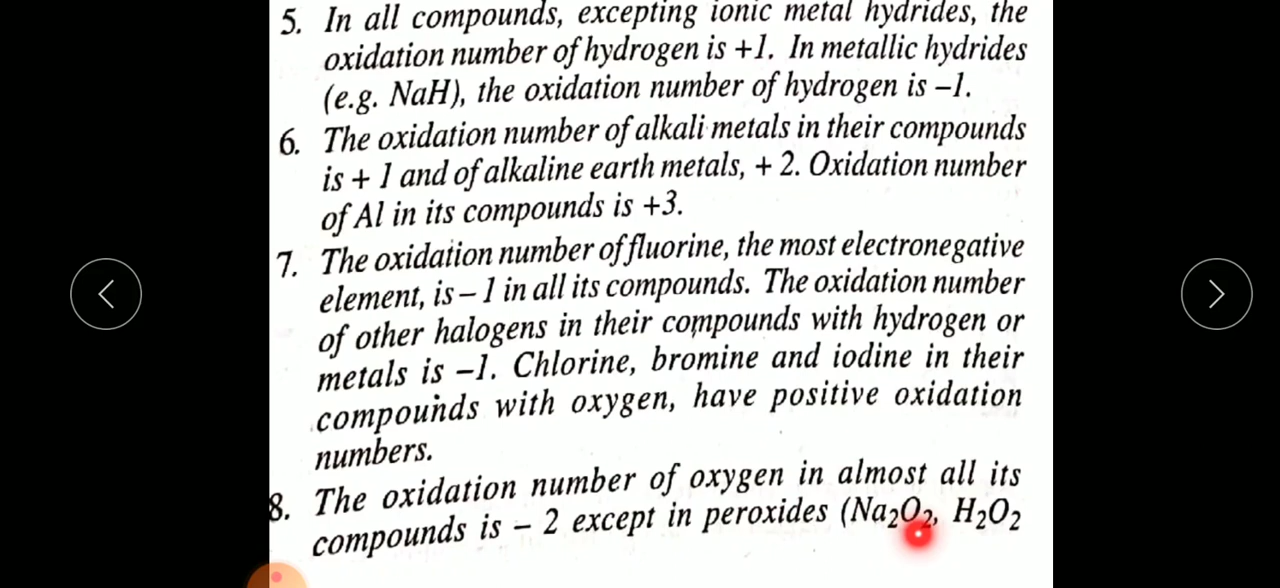 5. In all compounds, excepting ionic metal hydrides, the
oxidation number of hydrogen is +1. In metallic hydrides
(e.g. NaH), the oxidation number of hydrogen is –1.
6. The oxidation number of alkali metals in their compounds
is + 1 and of alkaline earth metals, + 2. Oxidation number
of Al in its compounds is +3.
7. The oxidation number of fluorine, the most electronegative
element, is – 1 in all its compounds. The oxidation number
of other halogens in their compounds with hydrogen or
metals is –1. Chlorine, bromine and iodine in their
compounds with oxygen, have positive oxidation
numbers.
8. The oxidation number of oxygen in almost all its
compounds is – 2 except in peroxides (Na₂O₂, H₂O₂